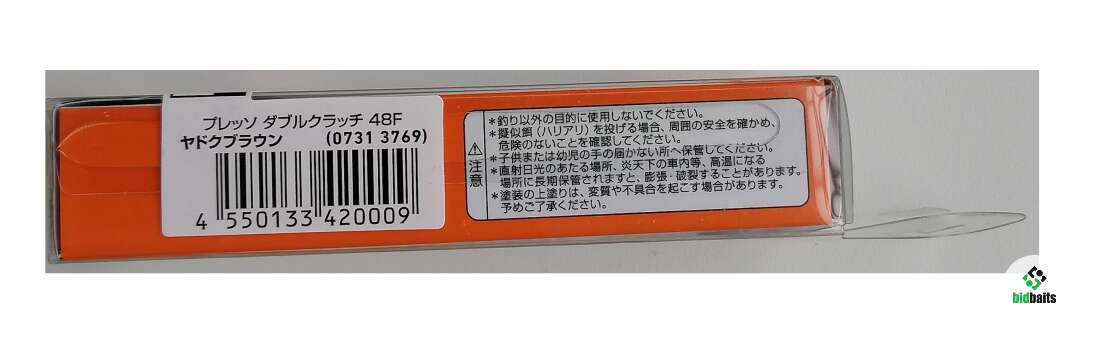 プレッソ ダブルクラッチ 48F
ヤドクブラウン (0731 3769)
4 550133 420009
⚠注意
*釣り以外の目的に使用しないでください。
*擬似餌(ハリアリ)を投げる場合、周囲の安全を確かめ、
危険のないことを確認してください。
*子供または幼児の手の届かない所へ保管してください。
*直射日光のあたる場所、炎天下の車内等、高温になる
場所に長期保管されますと、膨張・破裂することがあります。
*塗装の上塗りは、変質や不具合を起こす場合があります。
予めご了承ください。
bidbaits